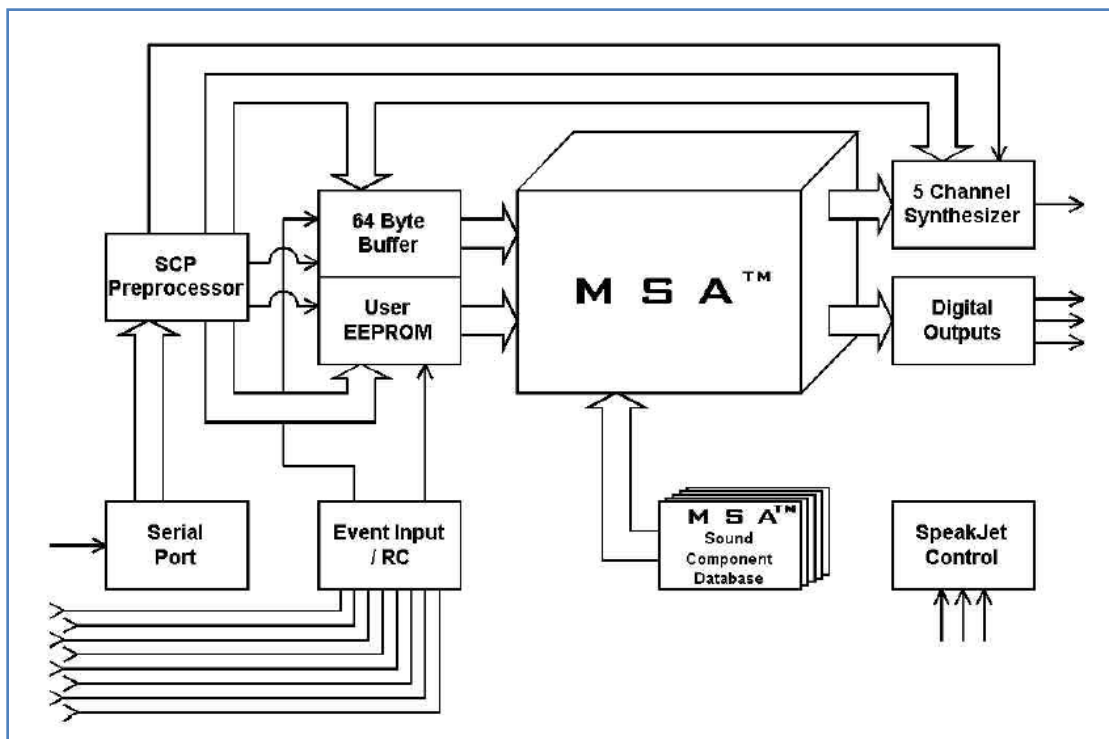 64 Byte
Buffer
5 Channel
Synthesizer
SCP
Preprocessor
M S A™
User
EEPROM
Digital
Outputs
Serial
Port
Event Input
/ RC
M S A™
Sound
Component
Database
SpeakJet
Control